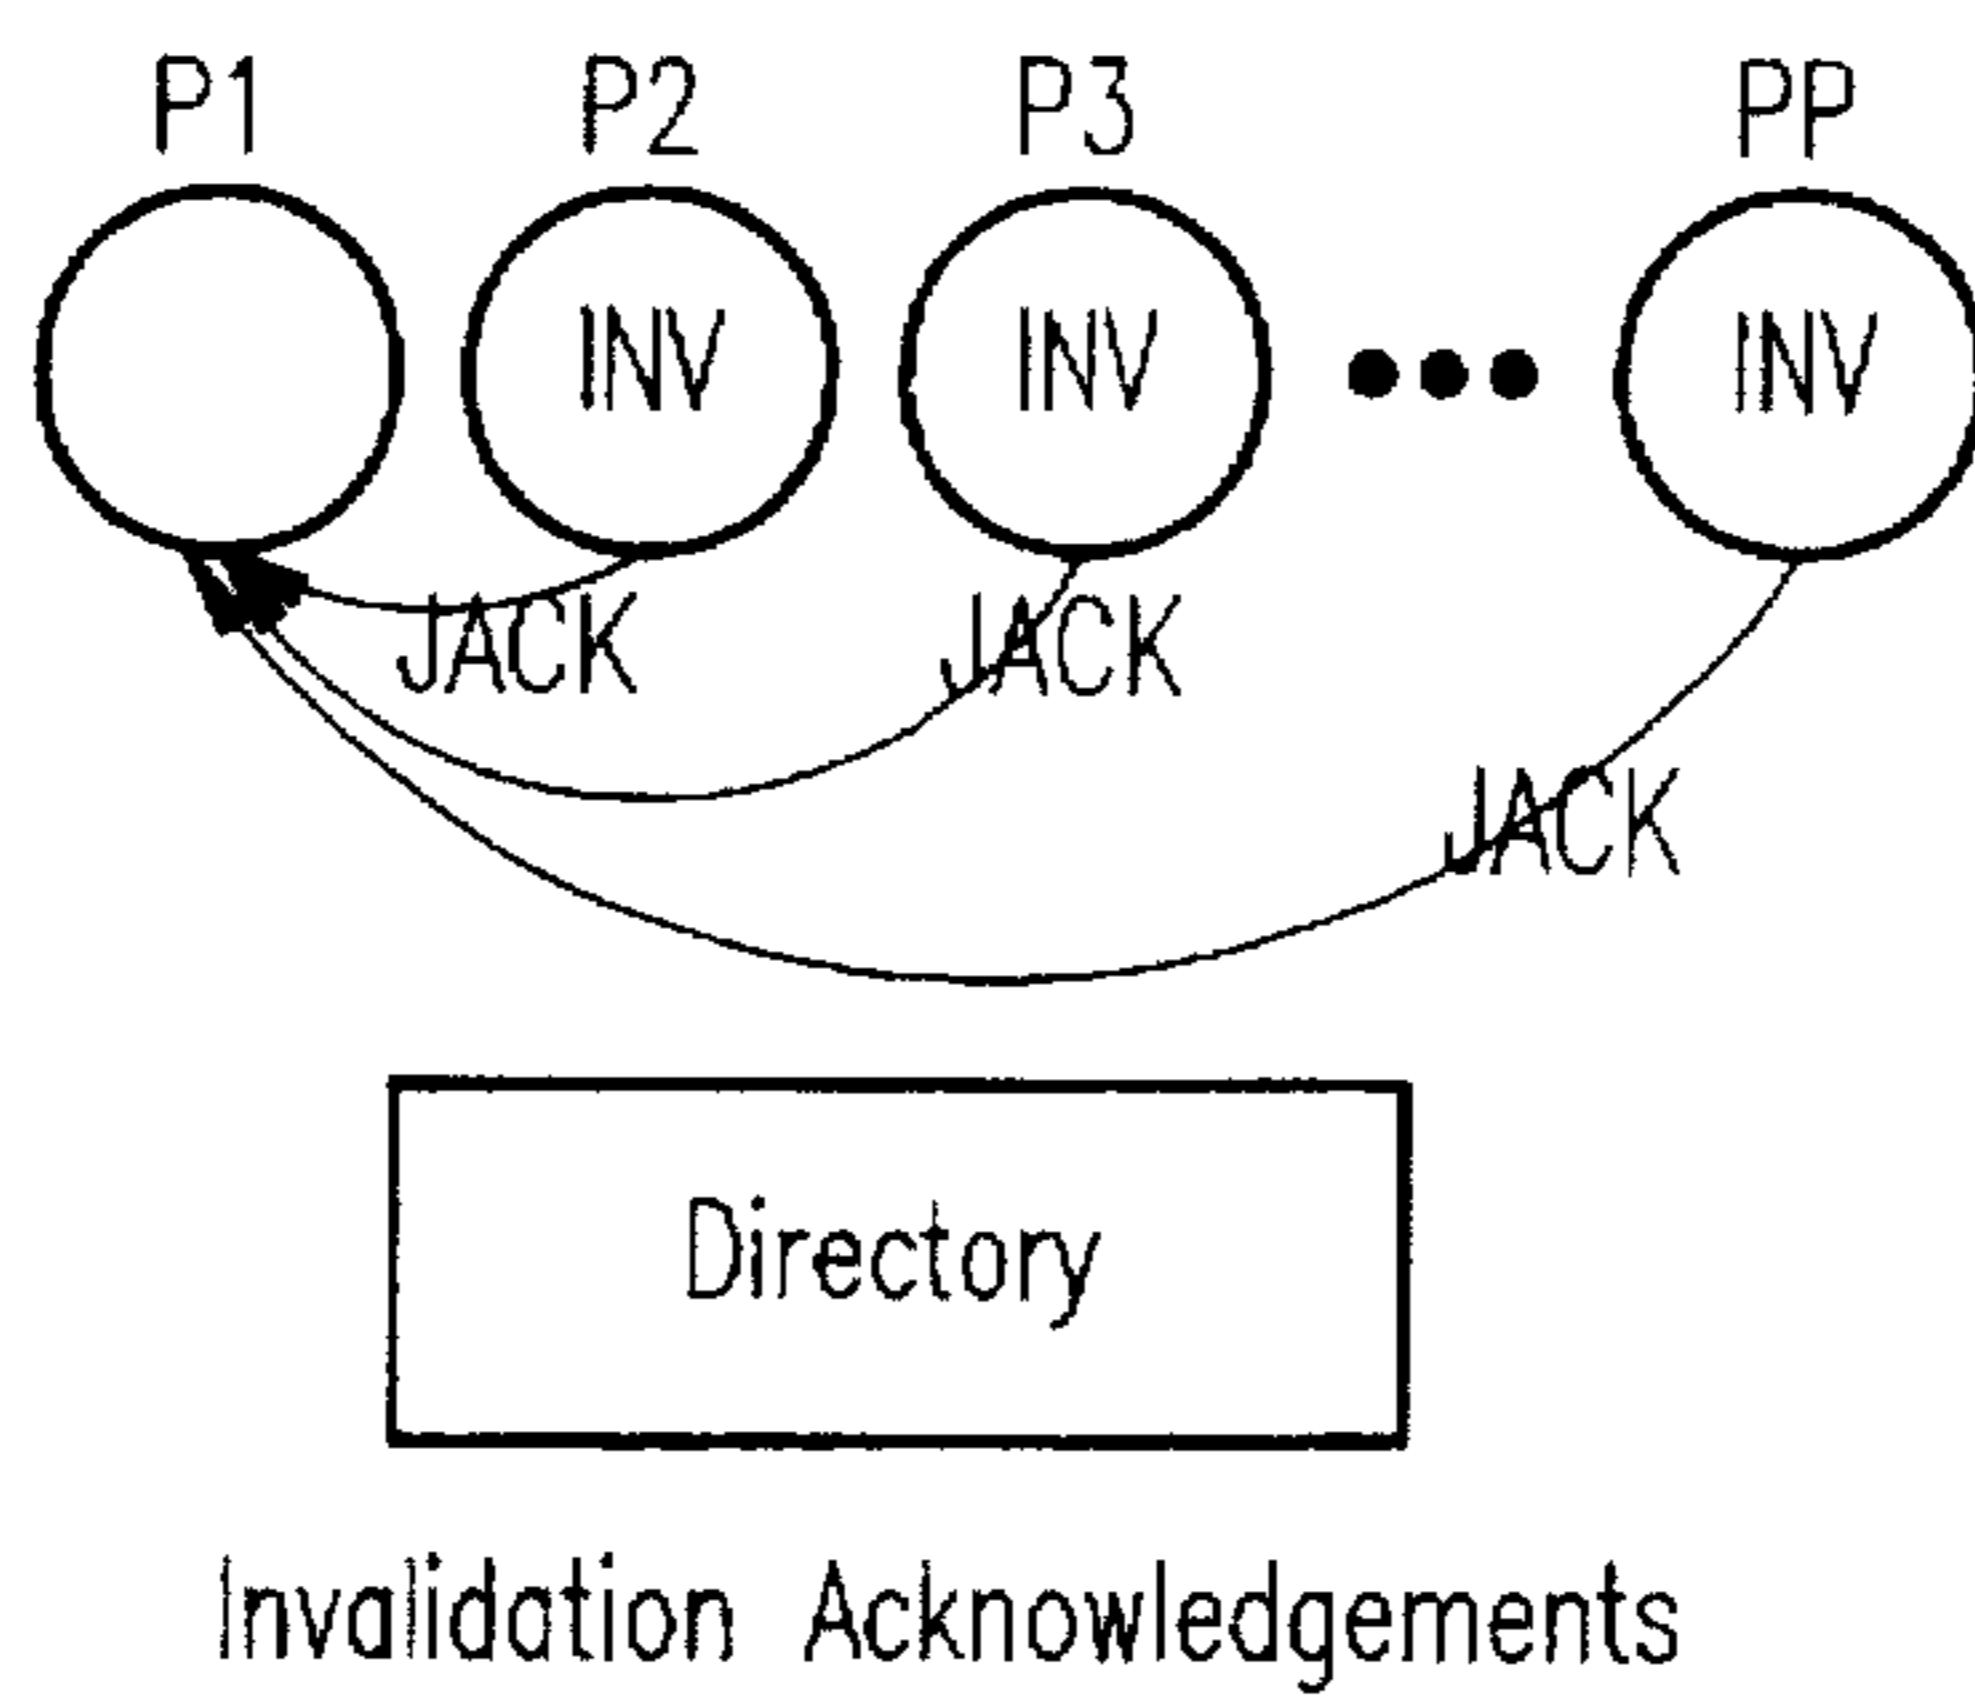 P1 P2 P3 PP
INV INV INV
JACK JACK
JACK
Directory
Invalidation Acknowledgements